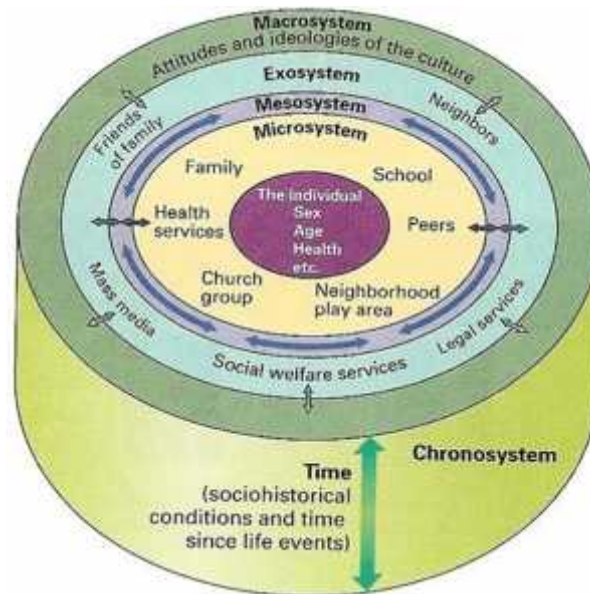 Macrosystem
Attitudes and ideologies of the culture
Exosystem
Mesosystem
Microsystem
Friends
of family
Neighbors
Family
School
The Individual
Sex
Age
Health
etc.
Health
services
Peers
Church
group
Neighborhood
play area
Mass media
Legal services
Social welfare services
Time
(sociohistorical
conditions and time
since life events)
Chronosystem